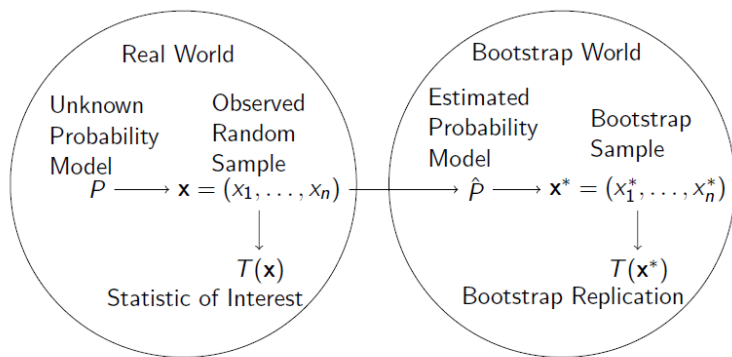 Real World
Unknown
Probability
Model
Observed
Random
Sample
P → x = (x₁, . . . , xₙ)
T(x)
Statistic of Interest
Bootstrap World
Estimated
Probability
Model
Bootstrap
Sample
P̂ → x* = (x₁*, . . . , xₙ*)
T(x*)
Bootstrap Replication